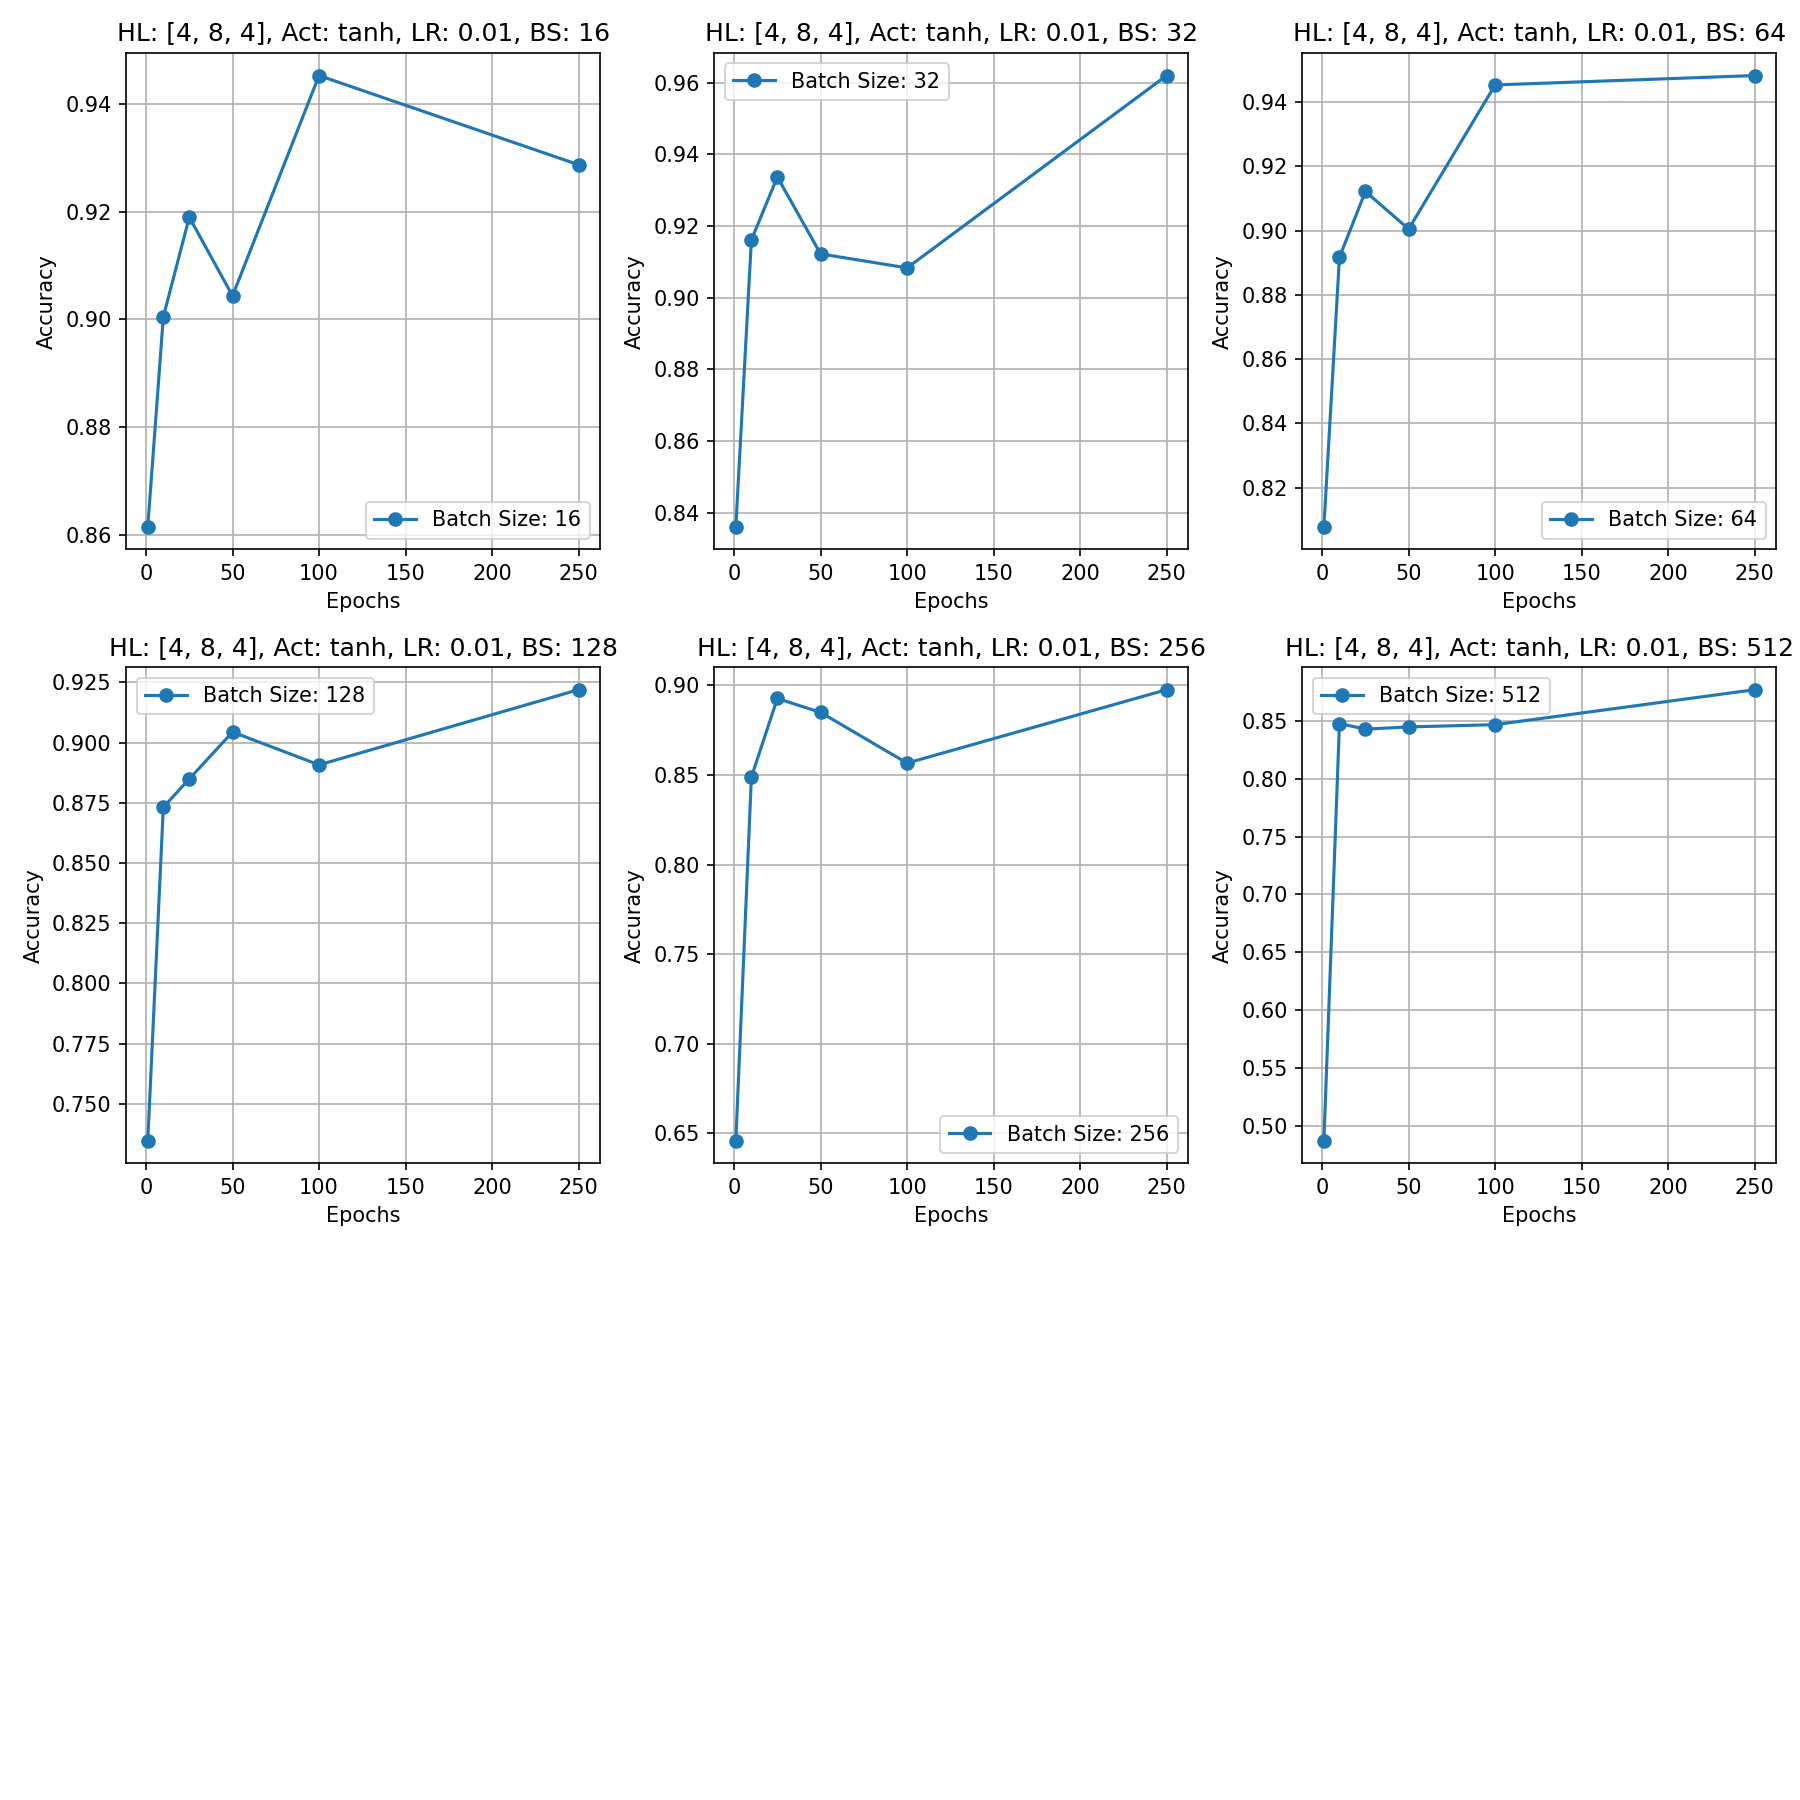 HL: [4, 8, 4], Act: tanh, LR: 0.01, BS: 16
0.94
0.92
0.90
0.88
0.86
Accuracy
Batch Size: 16
0 50 100 150 200 250
Epochs
HL: [4, 8, 4], Act: tanh, LR: 0.01, BS: 32
Batch Size: 32
0.96
0.94
0.92
0.90
0.88
0.86
0.84
Accuracy
0 50 100 150 200 250
Epochs
HL: [4, 8, 4], Act: tanh, LR: 0.01, BS: 64
0.94
0.92
0.90
0.88
0.86
0.84
0.82
Accuracy
Batch Size: 64
0 50 100 150 200 250
Epochs
HL: [4, 8, 4], Act: tanh, LR: 0.01, BS: 128
Batch Size: 128
0.925
0.900
0.875
0.850
0.825
0.800
0.775
0.750
Accuracy
0 50 100 150 200 250
Epochs
HL: [4, 8, 4], Act: tanh, LR: 0.01, BS: 256
0.90
0.85
0.80
0.75
0.70
0.65
Accuracy
Batch Size: 256
0 50 100 150 200 250
Epochs
HL: [4, 8, 4], Act: tanh, LR: 0.01, BS: 512
Batch Size: 512
0.85
0.80
0.75
0.70
0.65
0.60
0.55
0.50
Accuracy
0 50 100 150 200 250
Epochs